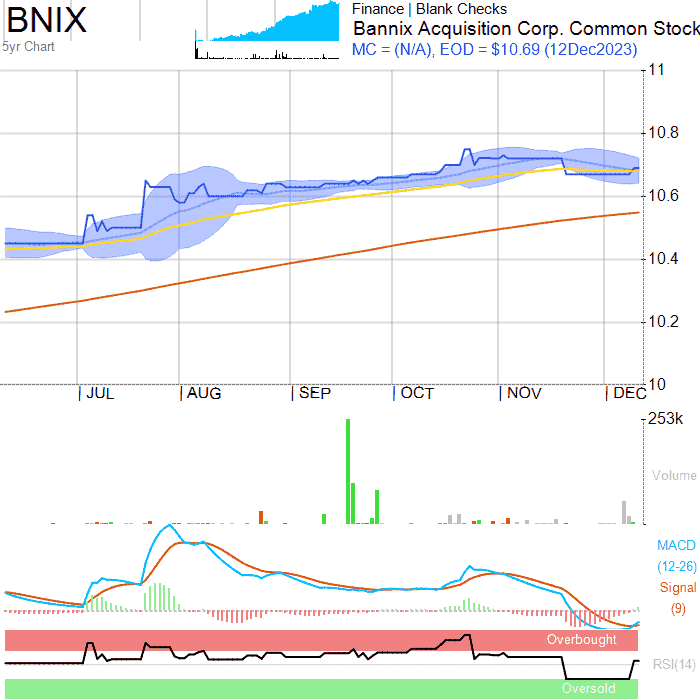 BNIX
5yr Chart
Finance | Blank Checks
Bannix Acquisition Corp. Common Stock
MC = (N/A), EOD = $10.69 (12Dec2023)
11
10.8
10.6
10.4
10.2
10
JUL
AUG
SEP
OCT
NOV
DEC
253k
Volume
MACD
(12-26)
Signal
(9)
Overbought
RSI(14)
Oversold